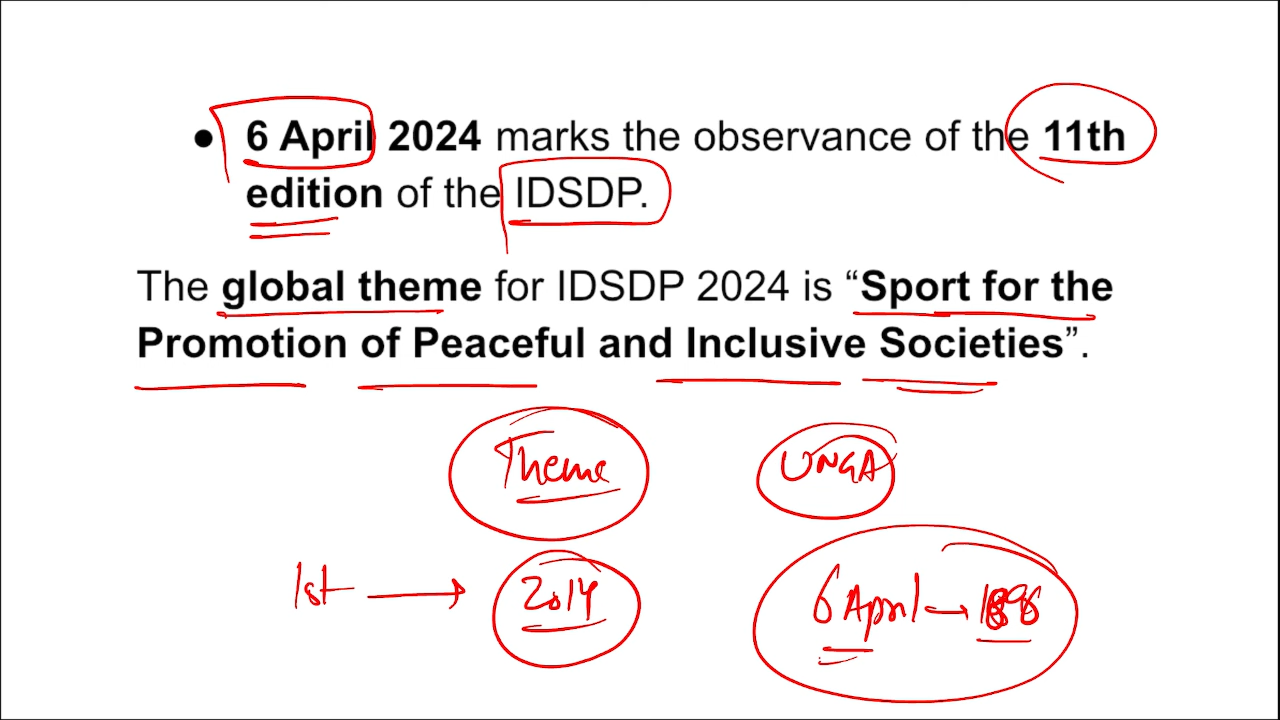 ● 6 April 2024 marks the observance of the 11th
edition of the IDSDP.
The global theme for IDSDP 2024 is “Sport for the
Promotion of Peaceful and Inclusive Societies”.
Theme
UNGA
1st → 2014
6 April → 1896